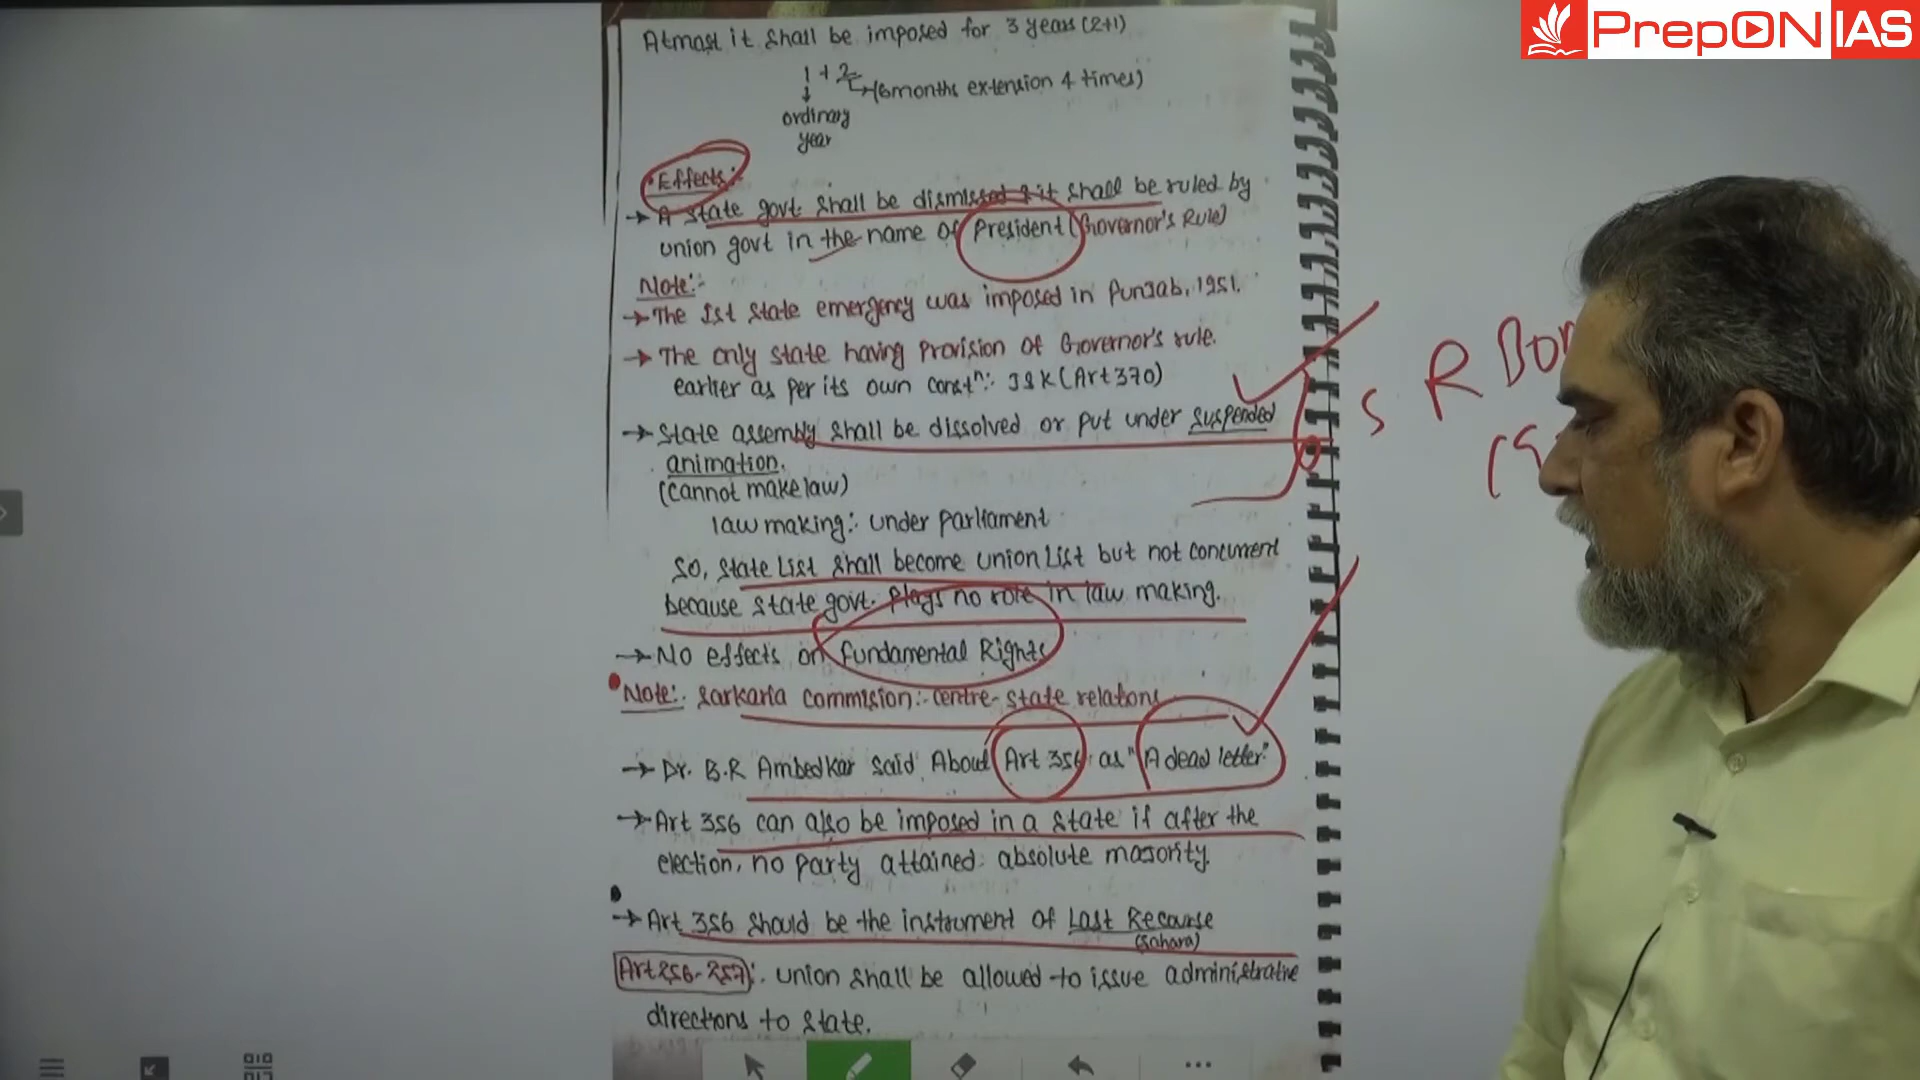 PrepON IAS
Atmost it shall be imposed for 3 years (2+1)
1 + 2 → (6 months extension 4 times)
↓
ordinary
year
• Effects:-
→ A state govt shall be dismissed & it shall be ruled by
union govt in the name of President (Governor's Rule)
Note:-
→ The 1st state emergency was imposed in Punjab, 1951.
→ The only state having provision of Governor's rule.
earlier as per its own constⁿ:- J&K (Art 370)
→ State assembly shall be dissolved or put under suspended
animation.
(cannot make law)
law making:- under parliament
So, state List shall become union List but not concurrent
because state govt. plays no role in law making.
→ No effects on fundamental Rights
Note:- Sarkaria commision:- centre-state relations
→ Dr. B.R Ambedkar said About Art 356 as "A dead letter"
→ Art 356 can also be imposed in a state if after the
election, no party attained absolute majority.
→ Art 356 should be the instrument of Last Recourse
(Sahara)
Art 256-257:- union shall be allowed to issue administrative
directions to state.
S R Bo